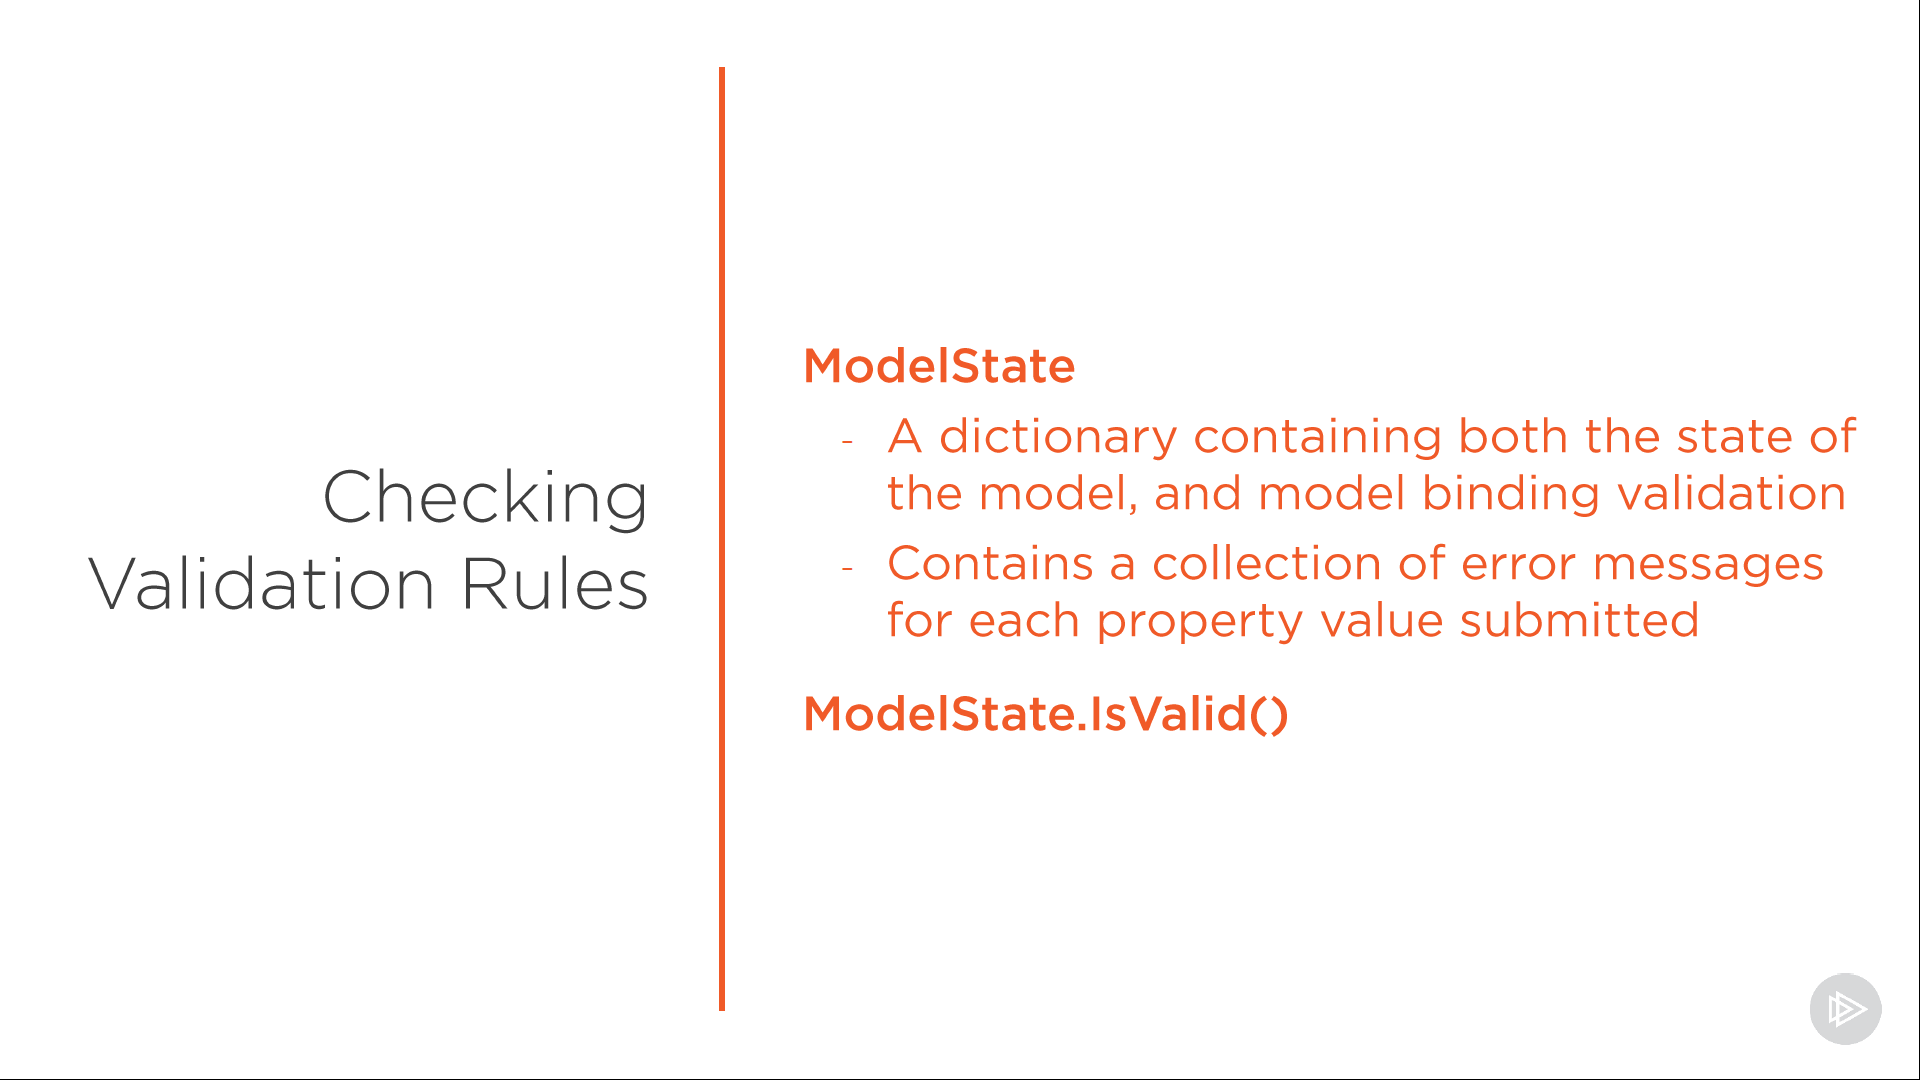 Checking
Validation Rules
ModelState
- A dictionary containing both the state of
the model, and model binding validation
- Contains a collection of error messages
for each property value submitted
ModelState.IsValid()